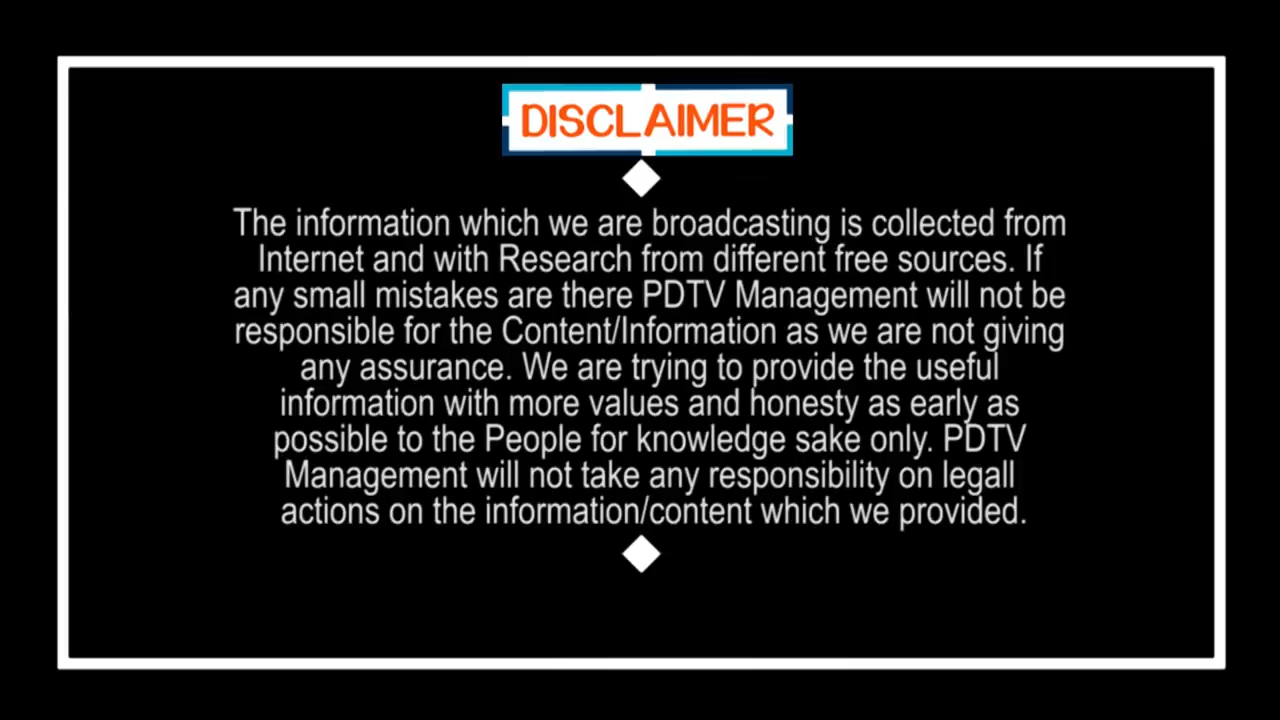 DISCLAIMER
The information which we are broadcasting is collected from
Internet and with Research from different free sources. If
any small mistakes are there PDTV Management will not be
responsible for the Content/Information as we are not giving
any assurance. We are trying to provide the useful
information with more values and honesty as early as
possible to the People for knowledge sake only. PDTV
Management will not take any responsibility on legall
actions on the information/content which we provided.